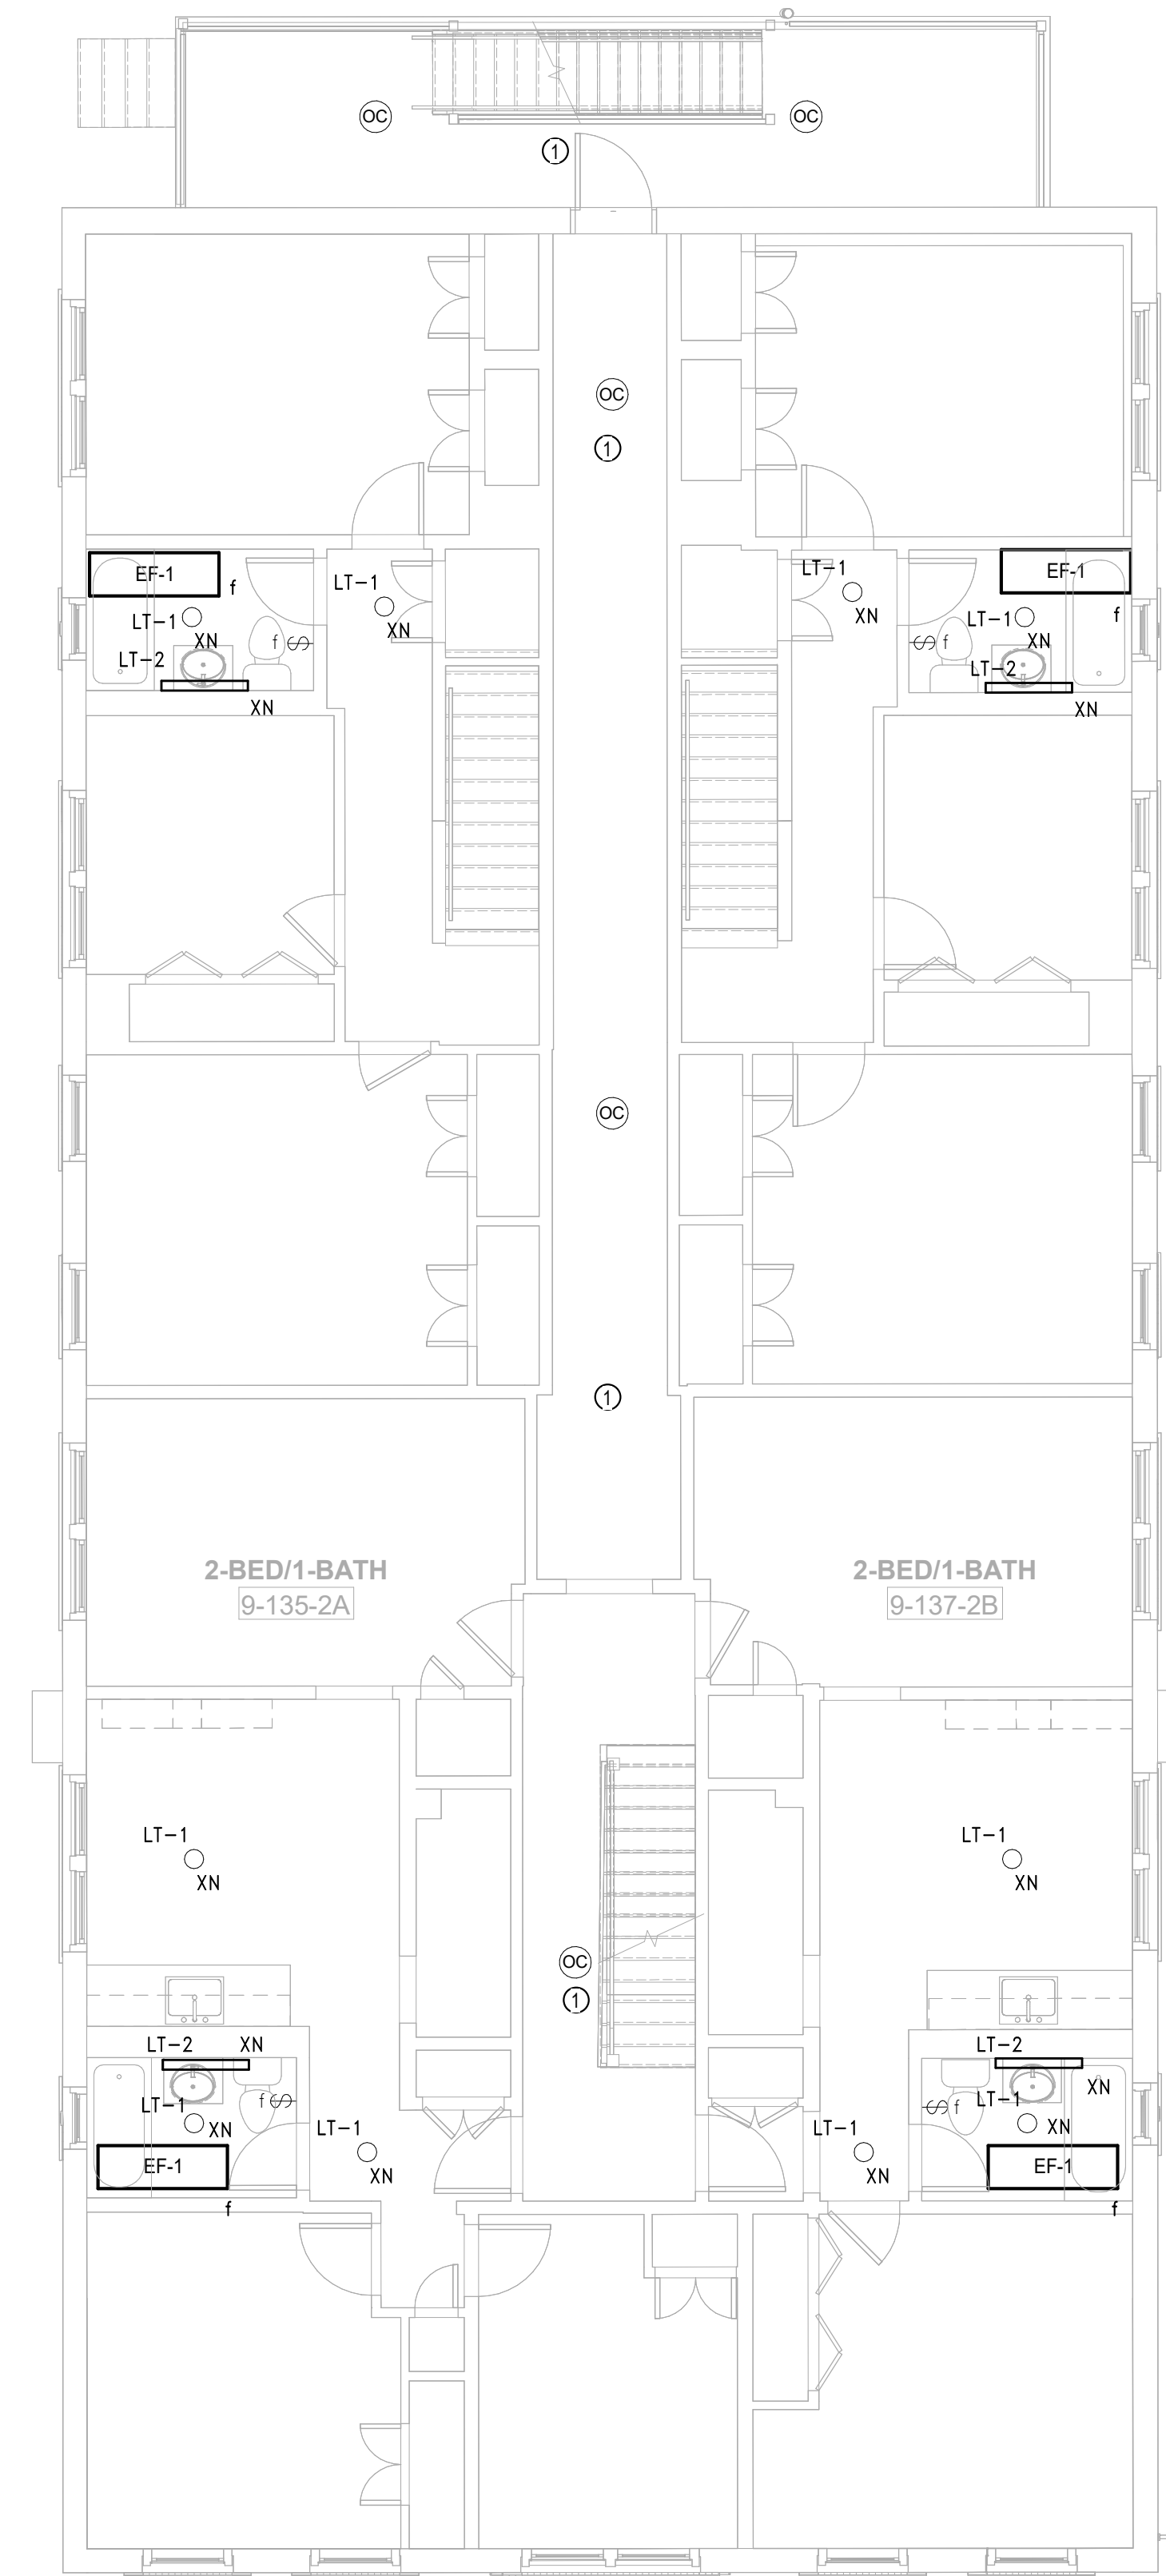 OC
OC
1
OC
1
EF-1
f
LT-1
XN
LT-2
f
$
XN
LT-1
XN
LT-1
XN
EF-1
f
LT-1
XN
LT-2
f
$
XN
OC
1
2-BED/1-BATH
9-135-2A
2-BED/1-BATH
9-137-2B
LT-1
XN
LT-1
XN
OC
1
LT-2
XN
LT-1
XN
f
$
EF-1
f
LT-1
XN
LT-1
XN
LT-2
XN
LT-1
XN
$
f
EF-1
f